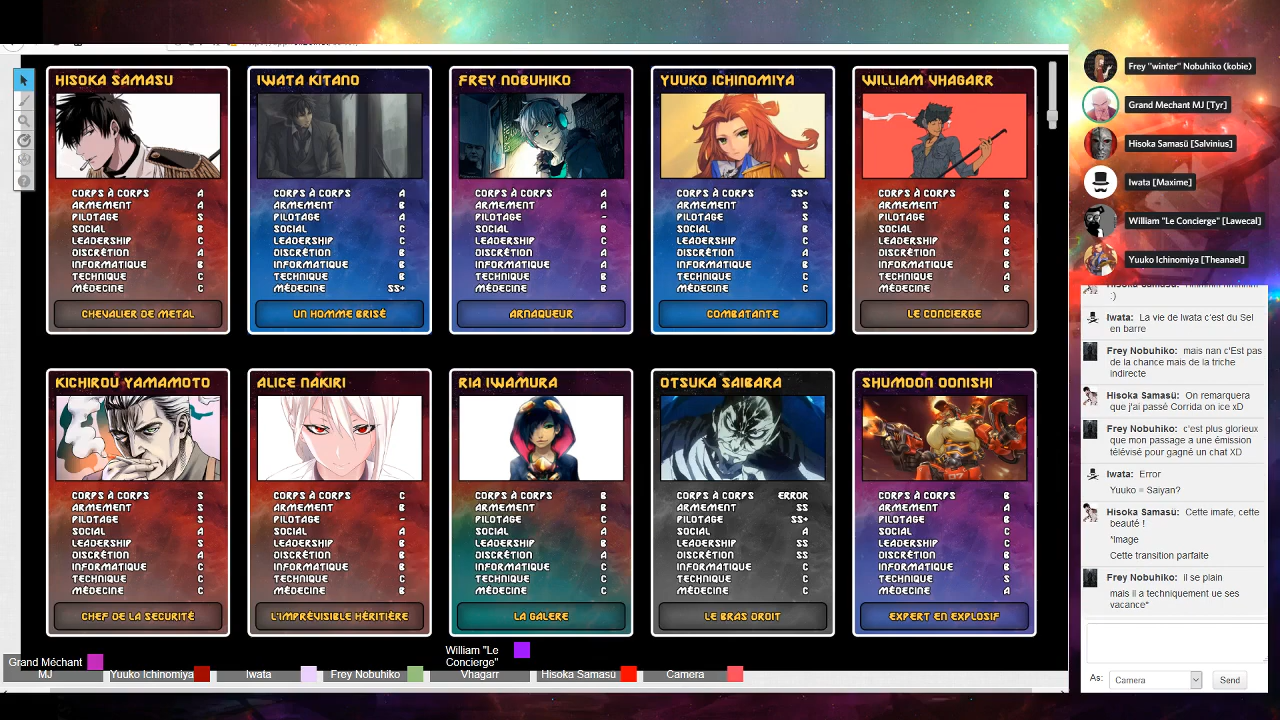 HISOKA SAMASU
CORPS À CORPS A
ARMEMENT A
PILOTAGE S
SOCIAL B
LEADERSHIP C
DISCRÉTION A
INFORMATIQUE B
TECHNIQUE C
MÉDECINE C
CHEVALIER DE METAL
IWATA KITANO
CORPS À CORPS A
ARMEMENT B
PILOTAGE A
SOCIAL C
LEADERSHIP C
DISCRÉTION B
INFORMATIQUE B
TECHNIQUE B
MÉDECINE SS+
UN HOMME BRISÉ
FREY NOBUHIKO
CORPS À CORPS A
ARMEMENT B
PILOTAGE -
SOCIAL B
LEADERSHIP C
DISCRÉTION A
INFORMATIQUE A
TECHNIQUE B
MÉDECINE B
ARNAQUEUR
YUUKO ICHINOMIYA
CORPS À CORPS SS+
ARMEMENT S
PILOTAGE S
SOCIAL B
LEADERSHIP C
DISCRÉTION A
INFORMATIQUE B
TECHNIQUE B
MÉDECINE B
COMBATANTE
WILLIAM VHAGARR
CORPS À CORPS B
ARMEMENT B
PILOTAGE B
SOCIAL A
LEADERSHIP B
DISCRÉTION B
INFORMATIQUE B
TECHNIQUE A
MÉDECINE B
LE CONCIERGE
KICHIROU YAMAMOTO
CORPS À CORPS S
ARMEMENT S
PILOTAGE S
SOCIAL A
LEADERSHIP S
DISCRÉTION A
INFORMATIQUE C
TECHNIQUE C
MÉDECINE C
CHEF DE LA SECURITÉ
ALICE NAKIRI
CORPS À CORPS C
ARMEMENT B
PILOTAGE -
SOCIAL A
LEADERSHIP B
DISCRÉTION B
INFORMATIQUE C
TECHNIQUE C
MÉDECINE C
L'IMPRÉVISIBLE HÉRITIÈRE
RIA IWAMURA
CORPS À CORPS B
ARMEMENT B
PILOTAGE C
SOCIAL A
LEADERSHIP C
DISCRÉTION B
INFORMATIQUE C
TECHNIQUE C
MÉDECINE C
LA GALERE
OTSUKA SAIBARA
CORPS À CORPS ERROR
ARMEMENT SS
PILOTAGE SS+
SOCIAL A
LEADERSHIP SS
DISCRÉTION SS
INFORMATIQUE C
TECHNIQUE C
MÉDECINE C
LE BRAS DROIT
SHUMOON OONISHI
CORPS À CORPS B
ARMEMENT A
PILOTAGE B
SOCIAL C
LEADERSHIP C
DISCRÉTION B
INFORMATIQUE B
TECHNIQUE S
MÉDECINE A
EXPERT EN EXPLOSIF
Frey "winter" Nobuhiko (kobie)
Grand Mechant MJ [Tyr]
Hisoka Samasü [Salvinius]
Iwata [Maxime]
William "Le Concierge" [Lawecal]
Yuuko Ichinomiya [Theanael]
:)
Iwata: La vie de Iwata c'est du Sel
en barre
Frey Nobuhiko: mais nan c'Est pas
de la chance mais de la triche
indirecte
Hisoka Samasü: On remarquera
que j'ai passé Corrida on ice xD
Frey Nobuhiko: c'est plus glorieux
que mon passage a une émission
télévisé pour gagné un chat XD
Iwata: Error
Yuuko = Saiyan?
Hisoka Samasü: Cette imafe, cette
beauté !
*Image
Cette transition parfaite
Frey Nobuhiko: Il se plain
mais il a techniquement ue ses
vacance"
As: Camera Send
Grand Méchant
MJ
Yuuko Ichinomiya
Iwata
Frey Nobuhiko
William "Le
Concierge"
Vhagarr
Hisoka Samasü
Camera